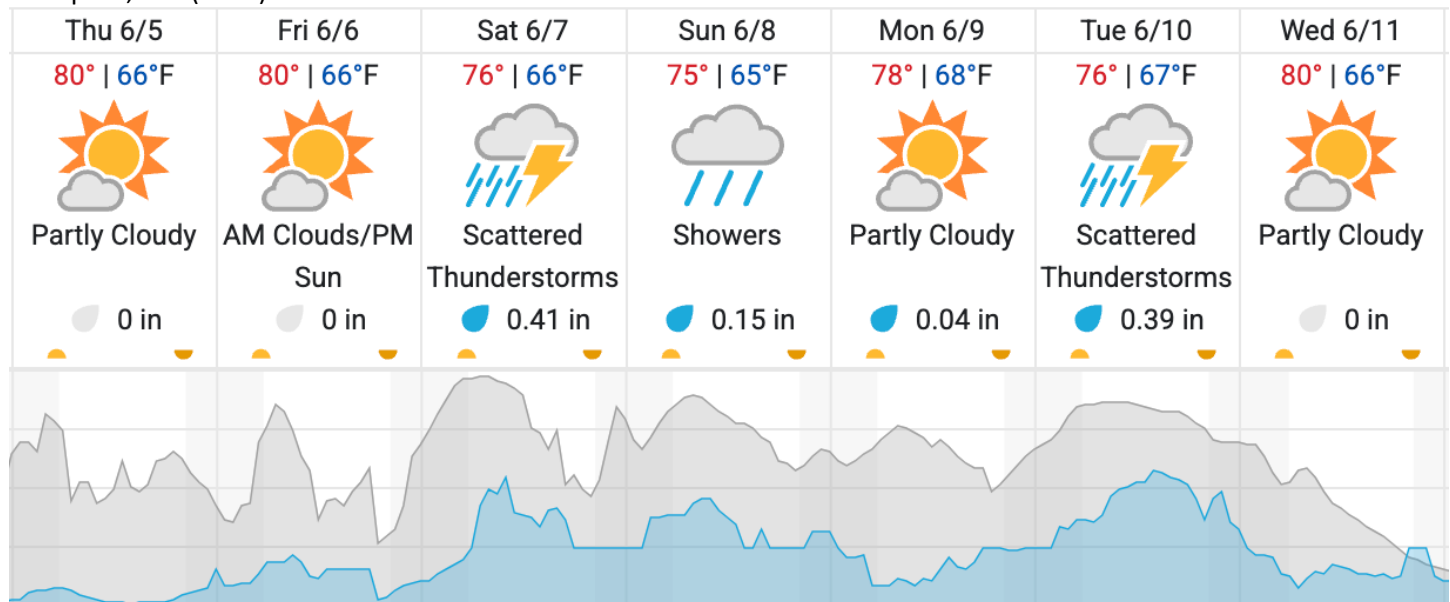 Thu 6/5 Fri 6/6 Sat 6/7 Sun 6/8 Mon 6/9 Tue 6/10 Wed 6/11
80° | 66°F 80° | 66°F 76° | 66°F 75° | 65°F 78° | 68°F 76° | 67°F 80° | 66°F
Partly Cloudy AM Clouds/PM Scattered Showers Partly Cloudy Scattered Partly Cloudy
Sun Thunderstorms Thunderstorms
0 in 0 in 0.41 in 0.15 in 0.04 in 0.39 in 0 in